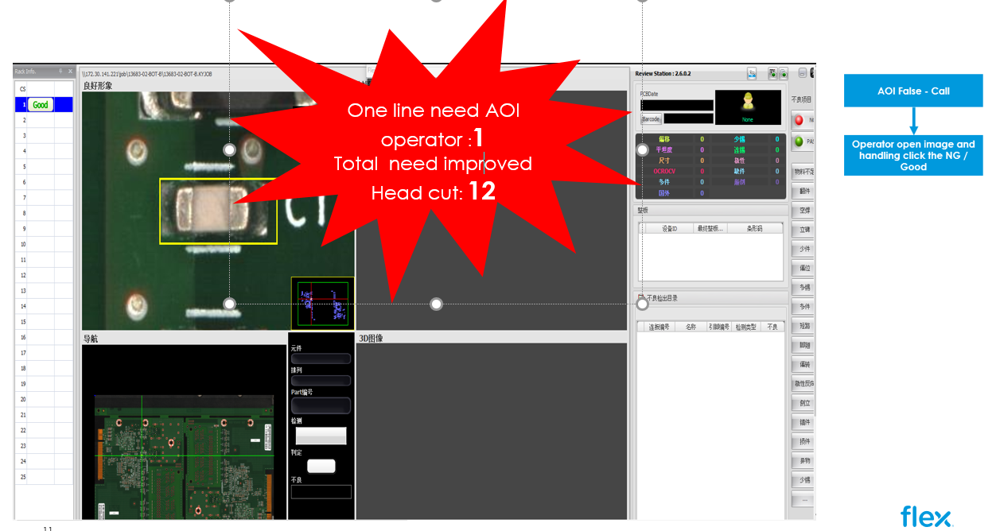 One line need AOI
operator :1
Total need improved
Head cut: 12
AOI False - Call
Operator open image and
handling click the NG /
Good
Rack Info.
CS
1 Good
2
3
4
5
6
7
8
9
10
11
12
13
14
15
16
17
18
19
20
21
22
23
24
25
\\172.30.141.221\job\13683-02-BOT-B\13683-02-BOT-B.KYJOB
良好形象
导航
元件
排列
Part编号
检测
判定
不良
3D图像
Review Station : 2.6.0.2
PCBDate
Barcode
None
偏移 0 少锡 0
平坦度 0 连锡 0
尺寸 0 极性 0
OCROCV 0 缺件 0
多件 0 0
国外 0
整板
设备ID 最终整板... 条形码
不良检出目录
连板编号 名称 引脚编号 检测类型 不良
不良项目
NG
PAS
物料不足
翻件
空焊
立碑
少件
偏位
多锡
多件
短路
脚翘
偏转
极性反向
侧立
错件
损件
异物
少锡
...
flex
11